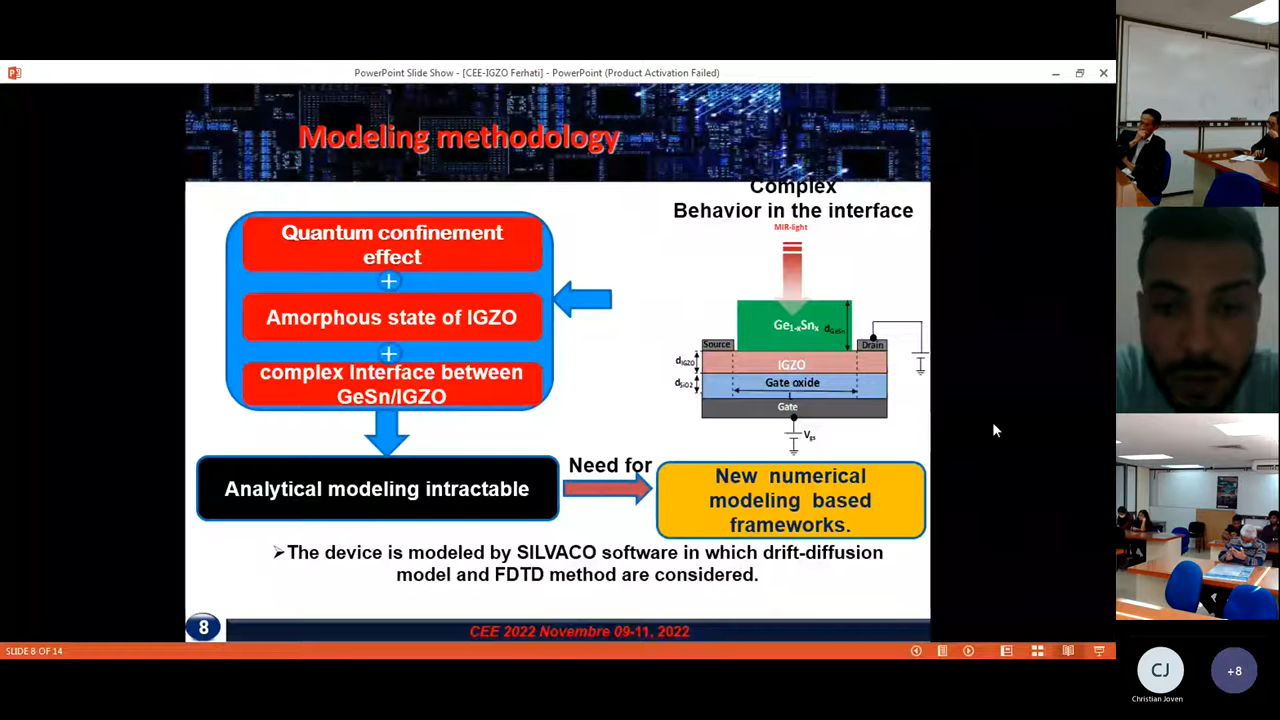 PowerPoint Slide Show - [CEE-IGZO Ferhati] - PowerPoint (Product Activation Failed)
Modeling methodology
Quantum confinement
effect
+
Amorphous state of IGZO
+
complex Interface between
GeSn/IGZO
Complex
Behavior in the interface
MIR-light
Ge1-xSnx
dGeSn
Source
Drain
dIGZO
IGZO
dSiO2
Gate oxide
L
Gate
Vgs
Analytical modeling intractable
Need for
New numerical
modeling based
frameworks.
➢The device is modeled by SILVACO software in which drift-diffusion
model and FDTD method are considered.
8
CEE 2022 Novembre 09-11, 2022
SLIDE 8 OF 14
CJ
+8
Christian Joven